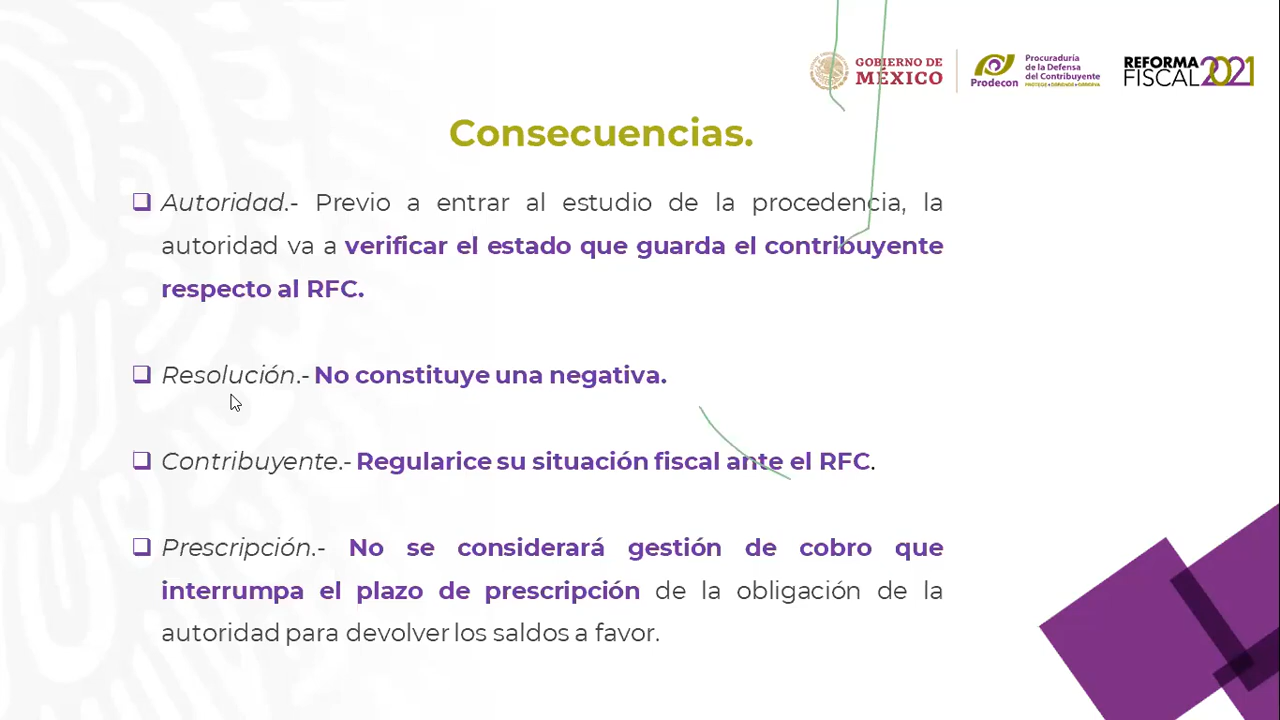 GOBIERNO DE
MÉXICO
Prodecon
Procuraduría
de la Defensa
del Contribuyente
PROTEGE • DEFIENDE • OBSERVA
REFORMA
FISCAL 2021
Consecuencias.
Autoridad.- Previo a entrar al estudio de la procedencia, la
autoridad va a verificar el estado que guarda el contribuyente
respecto al RFC.
Resolución.- No constituye una negativa.
Contribuyente.- Regularice su situación fiscal ante el RFC.
Prescripción.- No se considerará gestión de cobro que
interrumpa el plazo de prescripción de la obligación de la
autoridad para devolver los saldos a favor.